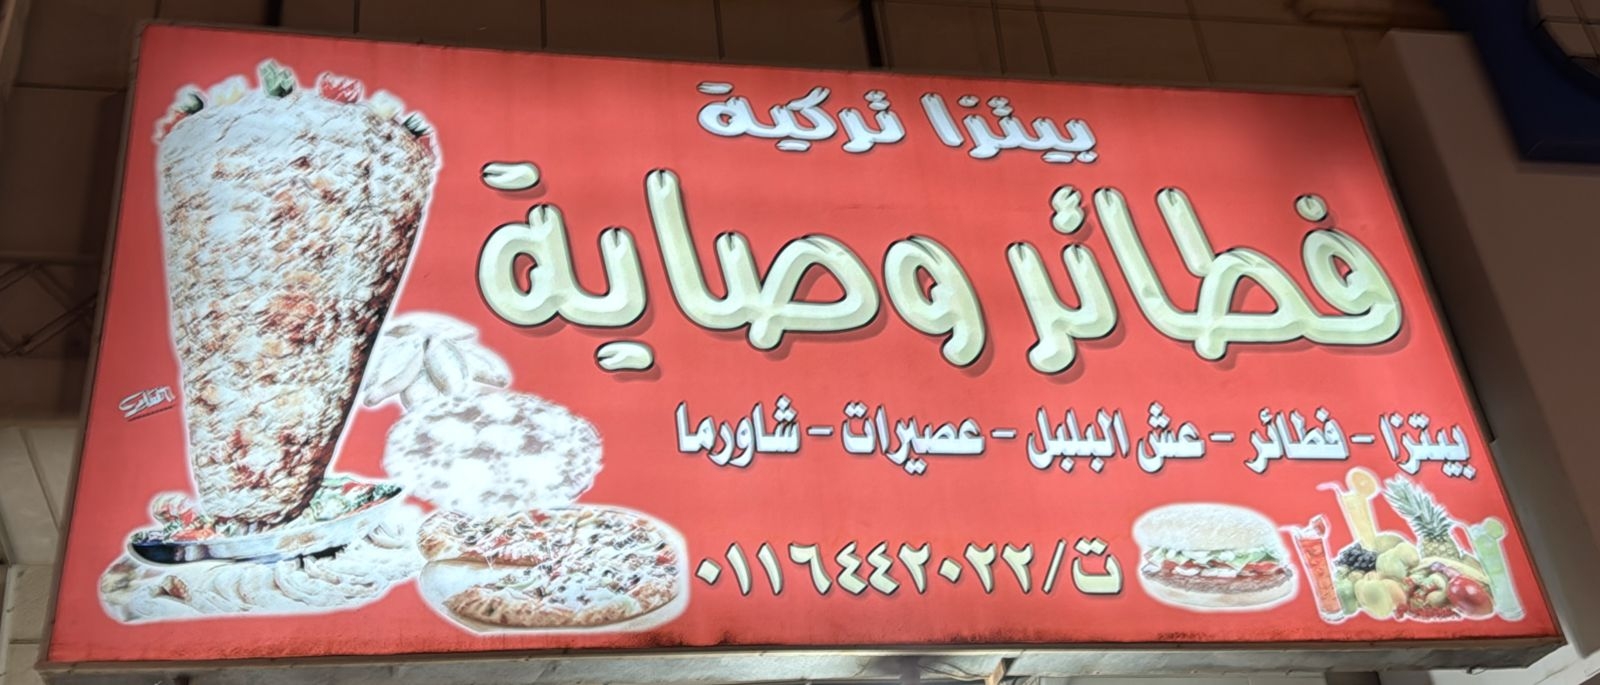 بيتزا تركية
فطائر وصاية
بيتزا - فطائر - عش البلبل - عصيرات - شاورما
ت/٠١١٦٤٤٢٠٢٢